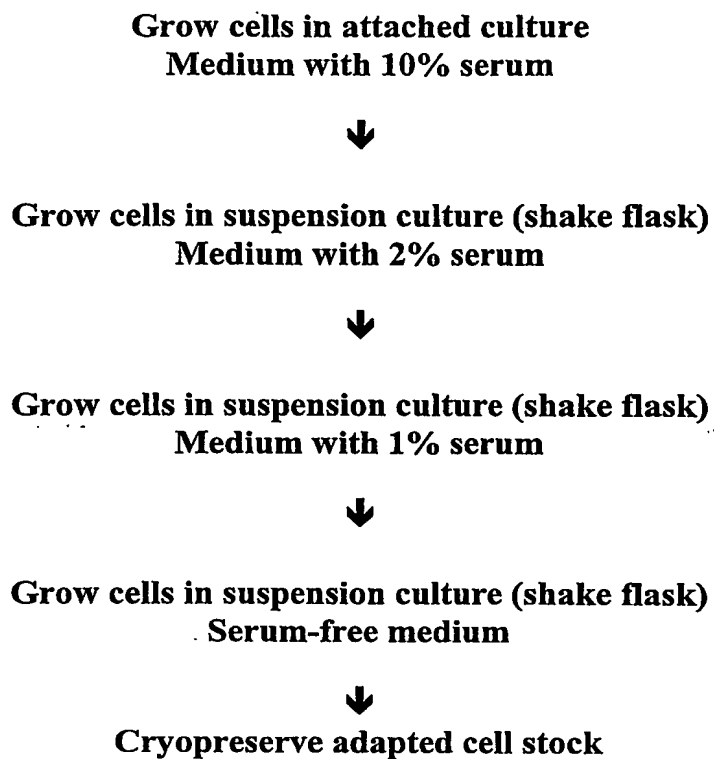 Grow cells in attached culture
Medium with 10% serum
Grow cells in suspension culture (shake flask)
Medium with 2% serum
Grow cells in suspension culture (shake flask)
Medium with 1% serum
Grow cells in suspension culture (shake flask)
Serum-free medium
Cryopreserve adapted cell stock